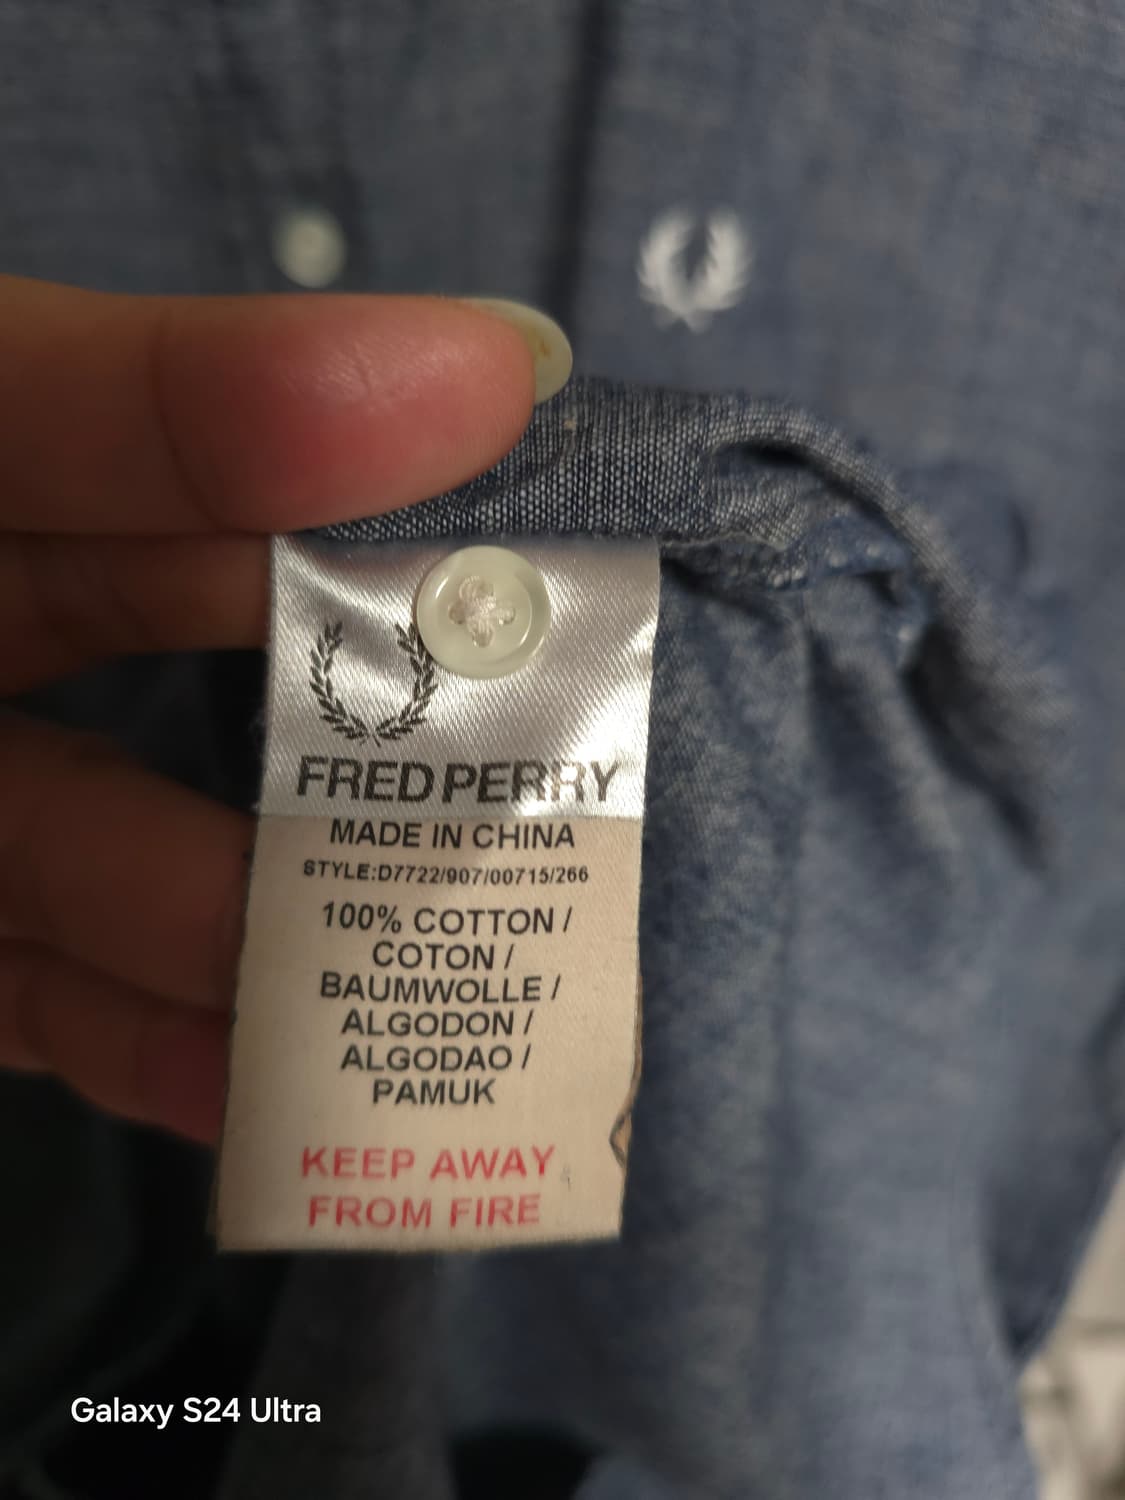 FRED PERRY
MADE IN CHINA
STYLE:D7722/907/00715/266
100% COTTON /
COTON /
BAUMWOLLE /
ALGODON /
ALGODAO /
PAMUK
KEEP AWAY
FROM FIRE
Galaxy S24 Ultra